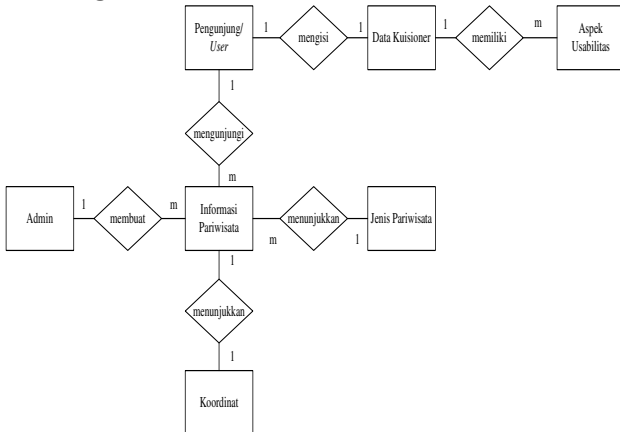 Pengunjung/
User
1
mengisi
1
Data Kuisioner
1
memiliki
m
Aspek
Usabilitas
1
mengunjungi
m
Admin
1
membuat
m
Informasi
Pariwisata
m
menunjukkan
1
Jenis Pariwisata
1
menunjukkan
1
Koordinat